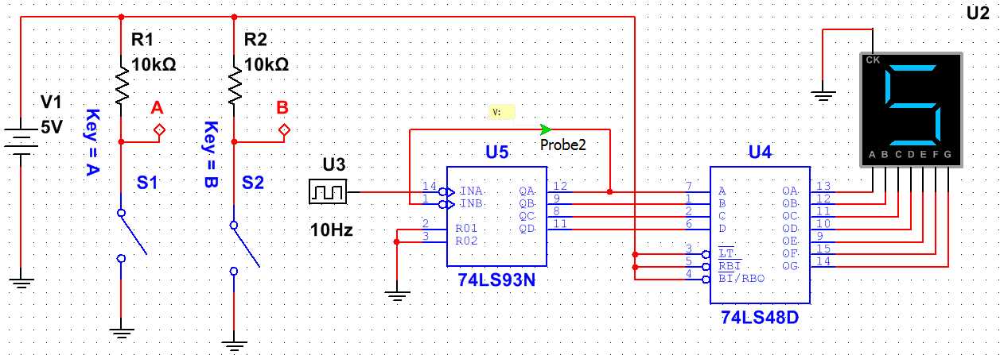 U2
R1
10kΩ
R2
10kΩ
CK
V1
5V
Key = A
A
Key = B
B
V:
Probe2
S1
S2
U3
10Hz
U5
U4
A B C D E F G
14 INA QA 12
1 INB QB 9
QC 8
2 R01 QD 11
3 R02
74LS93N
7 A OA 13
1 B OB 12
2 C OC 11
6 D OD 10
OE 9
3 LT OF 15
5 RBI OG 14
4 BI/RBO
74LS48D
5